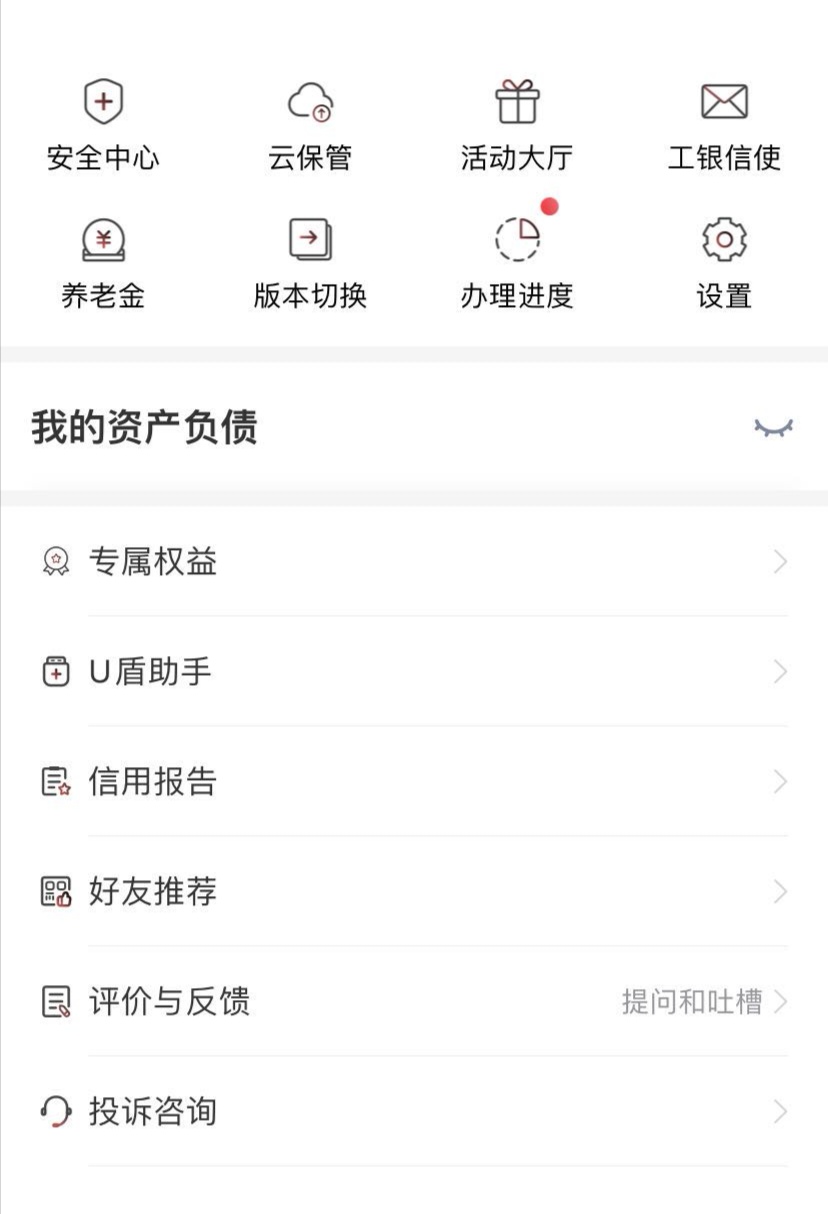 安全中心 云保管 活动大厅 工银信使
养老金 版本切换 办理进度 设置
我的资产负债
专属权益
U盾助手
信用报告
好友推荐
评价与反馈 提问和吐槽
投诉咨询